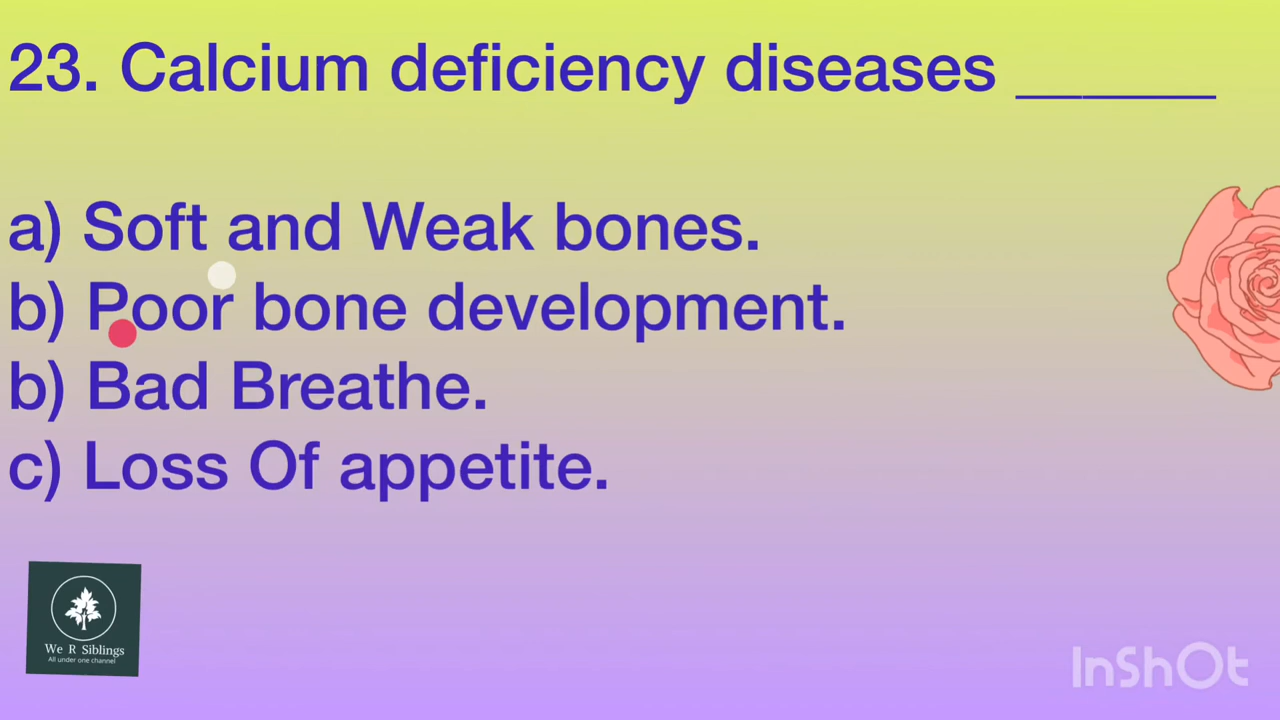 23. Calcium deficiency diseases ______
a) Soft and Weak bones.
b) Poor bone development.
b) Bad Breathe.
c) Loss Of appetite.
We R Siblings
All under one channel
InShOt